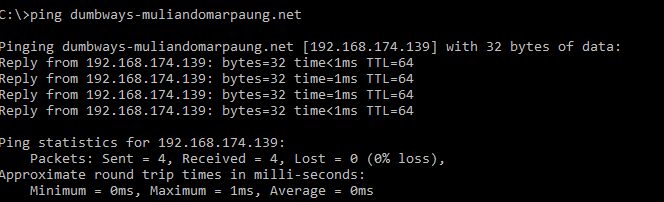 C:\>ping dumbways-muliandomarpaung.net
Pinging dumbways-muliandomarpaung.net [192.168.174.139] with 32 bytes of data:
Reply from 192.168.174.139: bytes=32 time<1ms TTL=64
Reply from 192.168.174.139: bytes=32 time=1ms TTL=64
Reply from 192.168.174.139: bytes=32 time=1ms TTL=64
Reply from 192.168.174.139: bytes=32 time<1ms TTL=64
Ping statistics for 192.168.174.139:
    Packets: Sent = 4, Received = 4, Lost = 0 (0% loss),
Approximate round trip times in milli-seconds:
    Minimum = 0ms, Maximum = 1ms, Average = 0ms